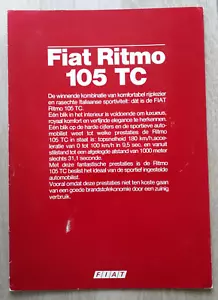 Fiat Ritmo
105 TC
De winnende kombinatie van komfortabel rijplezier
en rasechte Italiaanse sportiviteit: dát is de FIAT
Ritmo 105 TC.
Eén blik in het interieur is voldoende om luxueus,
royaal komfort en verfijnde elegance te herkennen.
Eén blik op de harde cijfers en de sportieve auto-
mobilist weet tot welke prestaties de Ritmo
105 TC in staat is: topsnelheid 180 km/h,acce-
leratie van 0 tot 100 km/h in 9,5 sec. en vanuit
stilstand tot een afgelegde afstand van 1000 meter
slechts 31,1 seconde.
Met deze fantastische prestaties is de Ritmo
105 TC beslist het ideaal van de sportief ingestelde
automobilist.
Vooral omdat deze prestaties niet ten koste gaan
van een goede brandstofekonomie door een zuinig
verbruik.
FIAT